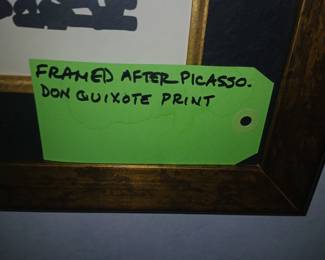 FRAMED AFTER PICASSO.
DON QUIXOTE PRINT